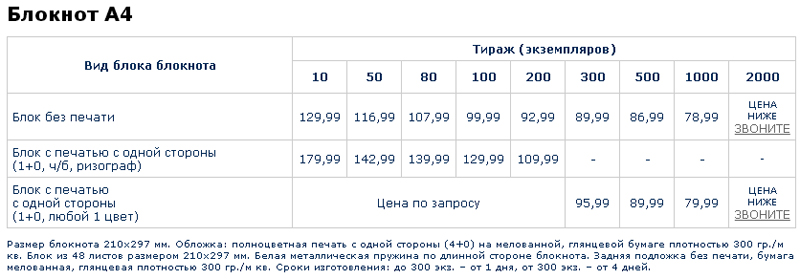 Блокнот А4
Вид блока блокнота
Тираж (экземпляров)
10 50 80 100 200 300 500 1000 2000
Блок без печати 129,99 116,99 107,99 99,99 92,99 89,99 86,99 78,99 ЦЕНА НИЖЕ ЗВОНИТЕ
Блок с печатью с одной стороны
(1+0, ч/б, ризограф) 179,99 142,99 139,99 129,99 109,99 - - - -
Блок с печатью
с одной стороны
(1+0, любой 1 цвет) Цена по запросу 95,99 89,99 79,99 ЦЕНА НИЖЕ ЗВОНИТЕ
Размер блокнота 210х297 мм. Обложка: полноцветная печать с одной стороны (4+0) на мелованной, глянцевой бумаге плотностью 300 гр./м
кв. Блок из 48 листов размером 210х297 мм. Белая металлическая пружина по длинной стороне блокнота. Задняя подложка без печати, бумага
мелованная, глянцевая плотностью 300 гр./м кв. Сроки изготовления: до 300 экз. – от 1 дня, от 300 экз. – от 4 дней.